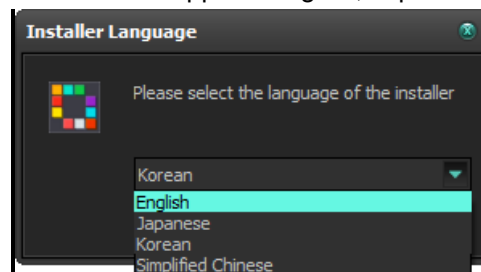 Installer Language
Please select the language of the installer
Korean
English
Japanese
Korean
Simplified Chinese